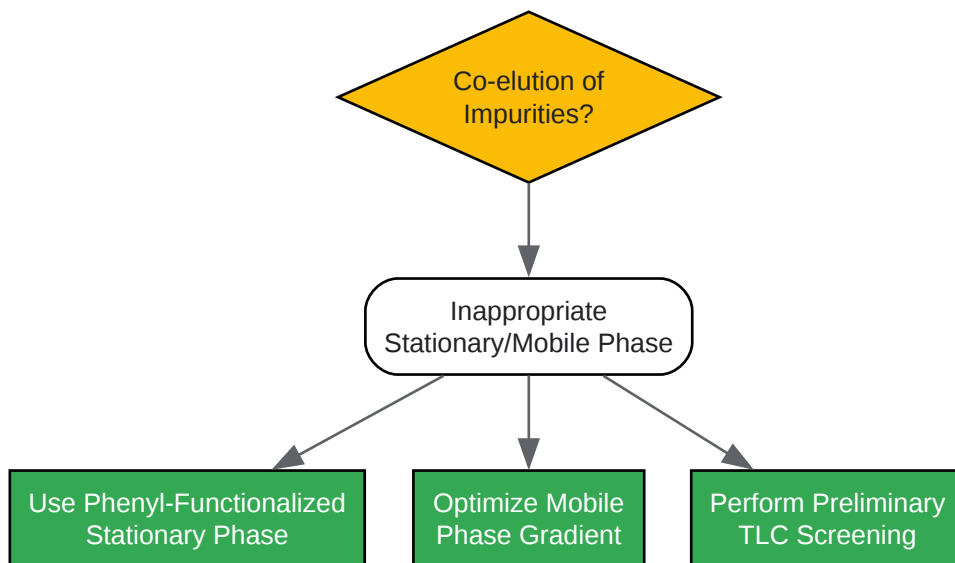 Co-elution of
Impurities?
Inappropriate
Stationary/Mobile Phase
Use Phenyl-Functionalized
Stationary Phase
Optimize Mobile
Phase Gradient
Perform Preliminary
TLC Screening